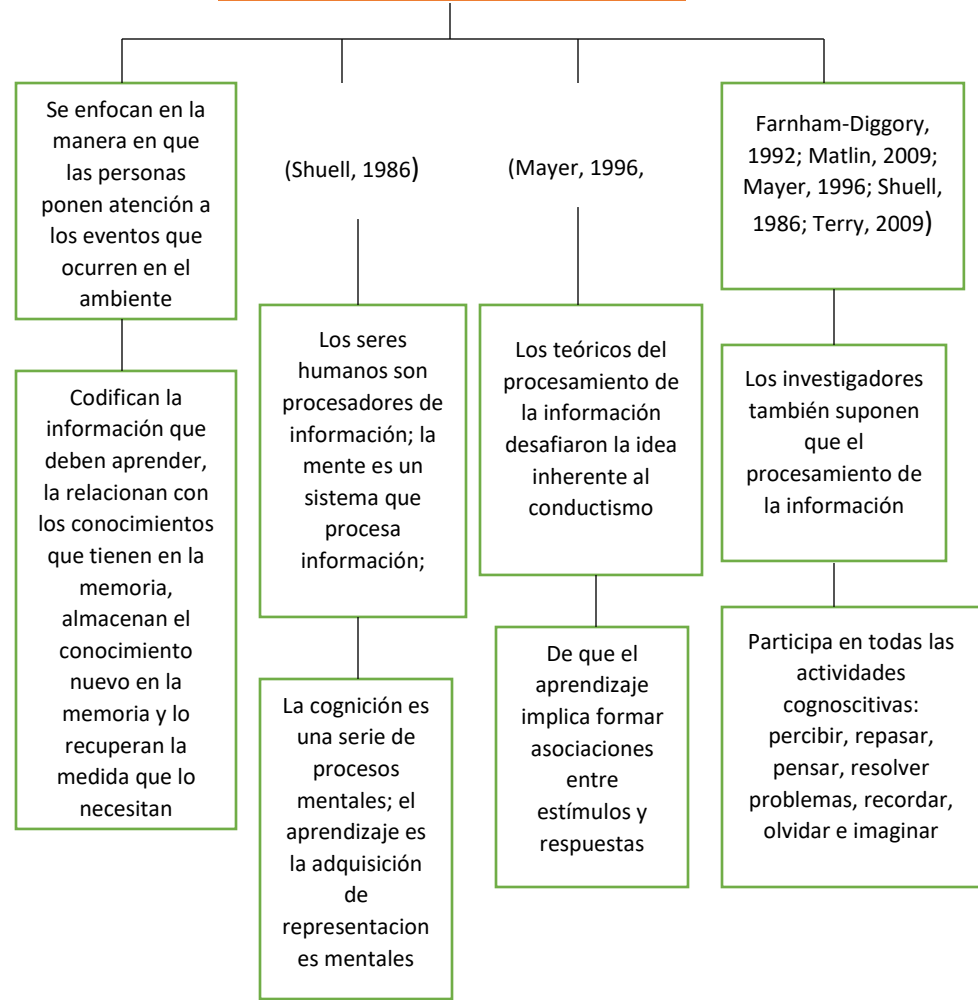 Se enfocan en la
manera en que
las personas
ponen atención a
los eventos que
ocurren en el
ambiente
Codifican la
información que
deben aprender,
la relacionan con
los conocimientos
que tienen en la
memoria,
almacenan el
conocimiento
nuevo en la
memoria y lo
recuperan la
medida que lo
necesitan
(Shuell, 1986)
Los seres
humanos son
procesadores de
información; la
mente es un
sistema que
procesa
información;
La cognición es
una serie de
procesos
mentales; el
aprendizaje es
la adquisición
de
representacion
es mentales
(Mayer, 1996,
Los teóricos del
procesamiento de
la información
desafiaron la idea
inherente al
conductismo
De que el
aprendizaje
implica formar
asociaciones
entre
estímulos y
respuestas
Farnham-Diggory,
1992; Matlin, 2009;
Mayer, 1996; Shuell,
1986; Terry, 2009)
Los investigadores
también suponen
que el
procesamiento de
la información
Participa en todas las
actividades
cognoscitivas:
percibir, repasar,
pensar, resolver
problemas, recordar,
olvidar e imaginar